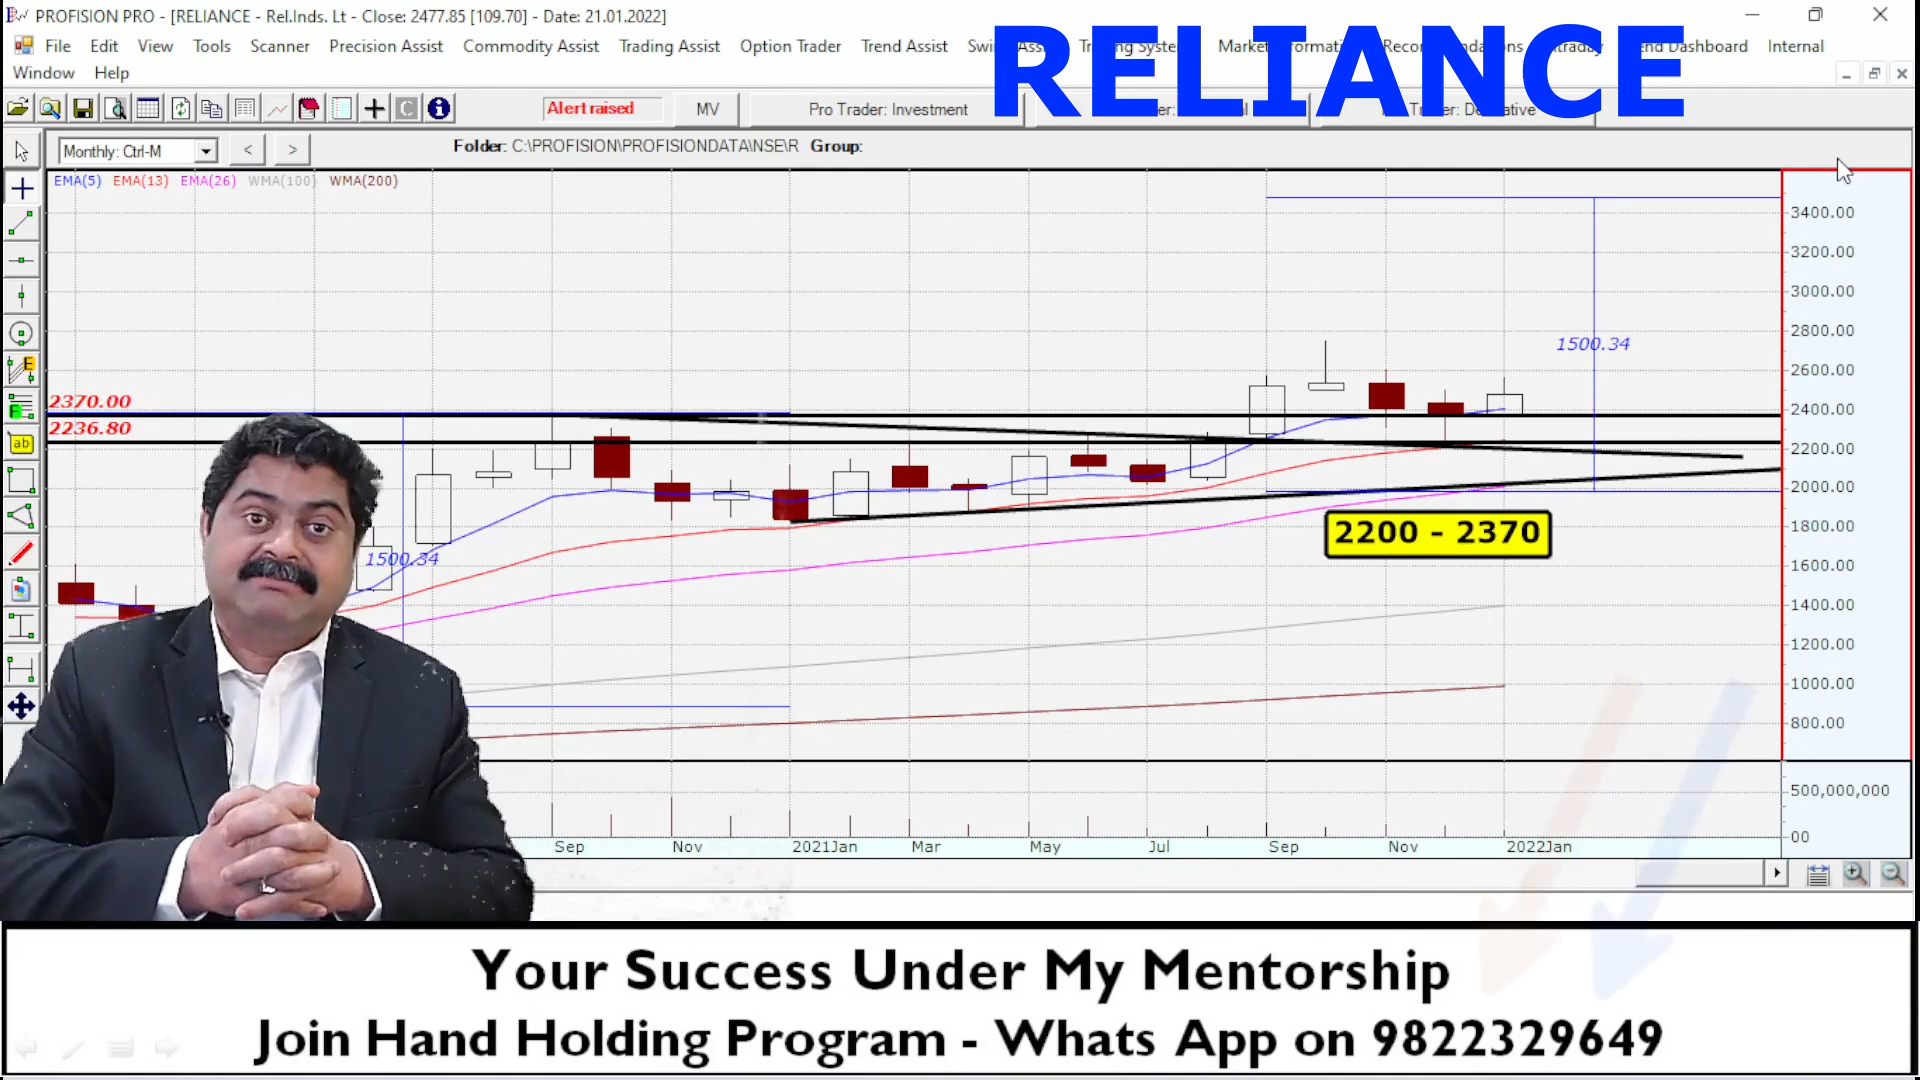 PROFISION PRO - [RELIANCE - Rel.Inds. Lt - Close: 2477.85 [109.70] - Date: 21.01.2022]
RELIANCE
File Edit View Tools Scanner Precision Assist Commodity Assist Trading Assist Option Trader Trend Assist
Dashboard Internal
Window Help
Alert raised MV Pro Trader: Investment
Monthly: Ctrl-M < > Folder: C:\PROFISION\PROFISIONDATA\NSE\R Group:
EMA(5) EMA(13) EMA(26) WMA(100) WMA(200)
3400.00
3200.00
3000.00
2800.00
1500.34
2600.00
2370.00
2400.00
2236.80
2200.00
2000.00
2200 - 2370
1800.00
1500.34
1600.00
1400.00
1200.00
1000.00
800.00
500,000,000
00
Sep Nov 2021Jan Mar May Jul Sep Nov 2022Jan
Your Success Under My Mentorship
Join Hand Holding Program - Whats App on 9822329649